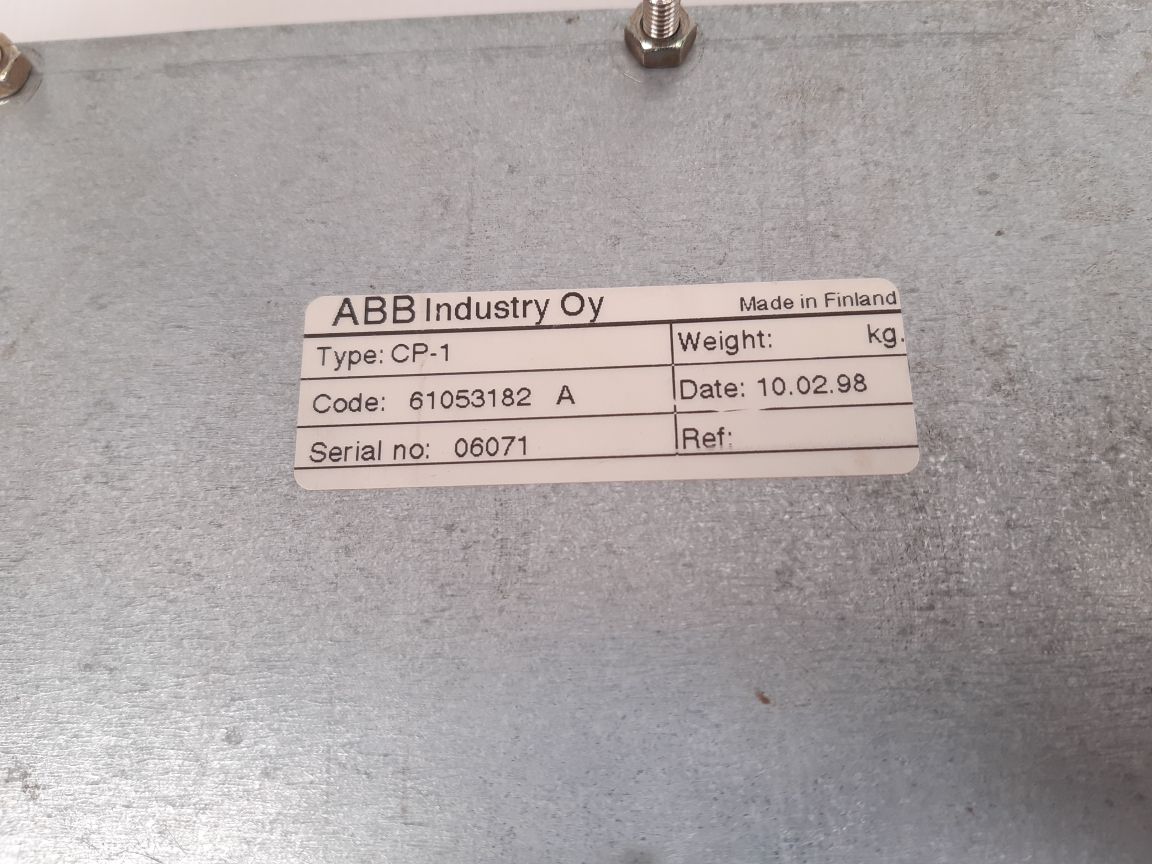 ABB Industry Oy Made in Finland
Type: CP-1 Weight: kg.
Code: 61053182 A Date: 10.02.98
Serial no: 06071 Ref: